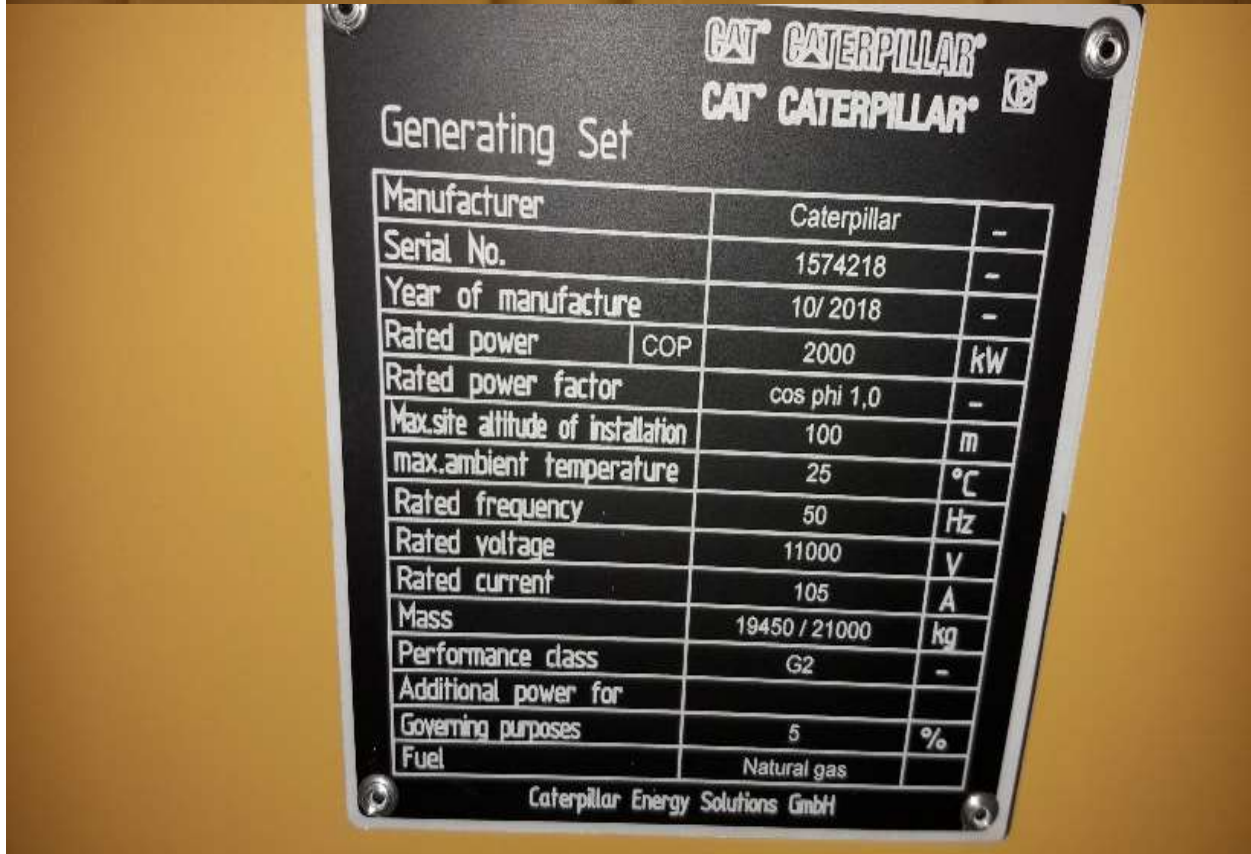 CAT® CATERPILLAR®
CAT® CATERPILLAR®
Generating Set
Manufacturer Caterpillar -
Serial No. 1574218 -
Year of manufacture 10/ 2018 -
Rated power COP 2000 kW
Rated power factor cos phi 1,0 -
Max.site altitude of installation 100 m
max.ambient temperature 25 °C
Rated frequency 50 Hz
Rated voltage 11000 V
Rated current 105 A
Mass 19450 / 21000 kg
Performance class G2 -
Additional power for
Governing purposes 5 %
Fuel Natural gas
Caterpillar Energy Solutions GmbH